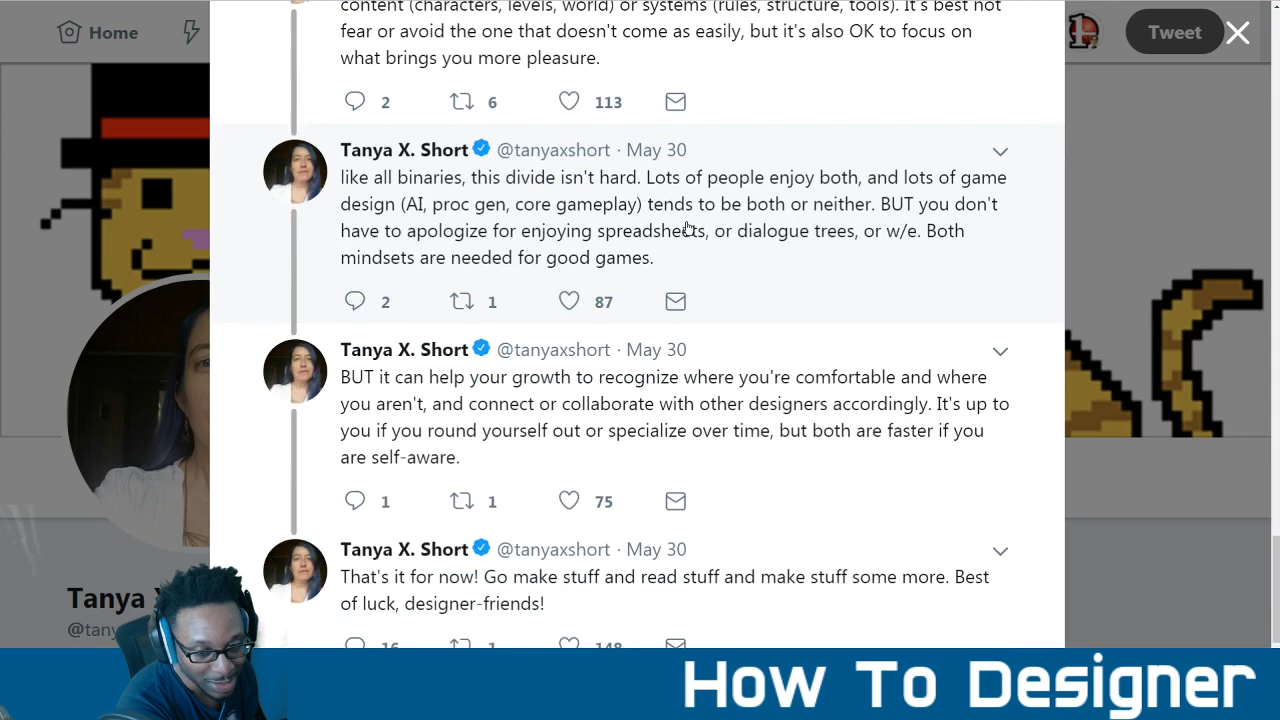 content (characters, levels, world) or systems (rules, structure, tools). It's best not
Home
Tweet
fear or avoid the one that doesn't come as easily, but it's also OK to focus on
what brings you more pleasure.
2 6 113
Tanya X. Short @tanyaxshort · May 30
like all binaries, this divide isn't hard. Lots of people enjoy both, and lots of game
design (AI, proc gen, core gameplay) tends to be both or neither. BUT you don't
have to apologize for enjoying spreadsheets, or dialogue trees, or w/e. Both
mindsets are needed for good games.
2 1 87
Tanya X. Short @tanyaxshort · May 30
BUT it can help your growth to recognize where you're comfortable and where
you aren't, and connect or collaborate with other designers accordingly. It's up to
you if you round yourself out or specialize over time, but both are faster if you
are self-aware.
1 1 75
Tanya X. Short @tanyaxshort · May 30
That's it for now! Go make stuff and read stuff and make stuff some more. Best
of luck, designer-friends!
16 1 148
Tanya
@tany
How To Designer